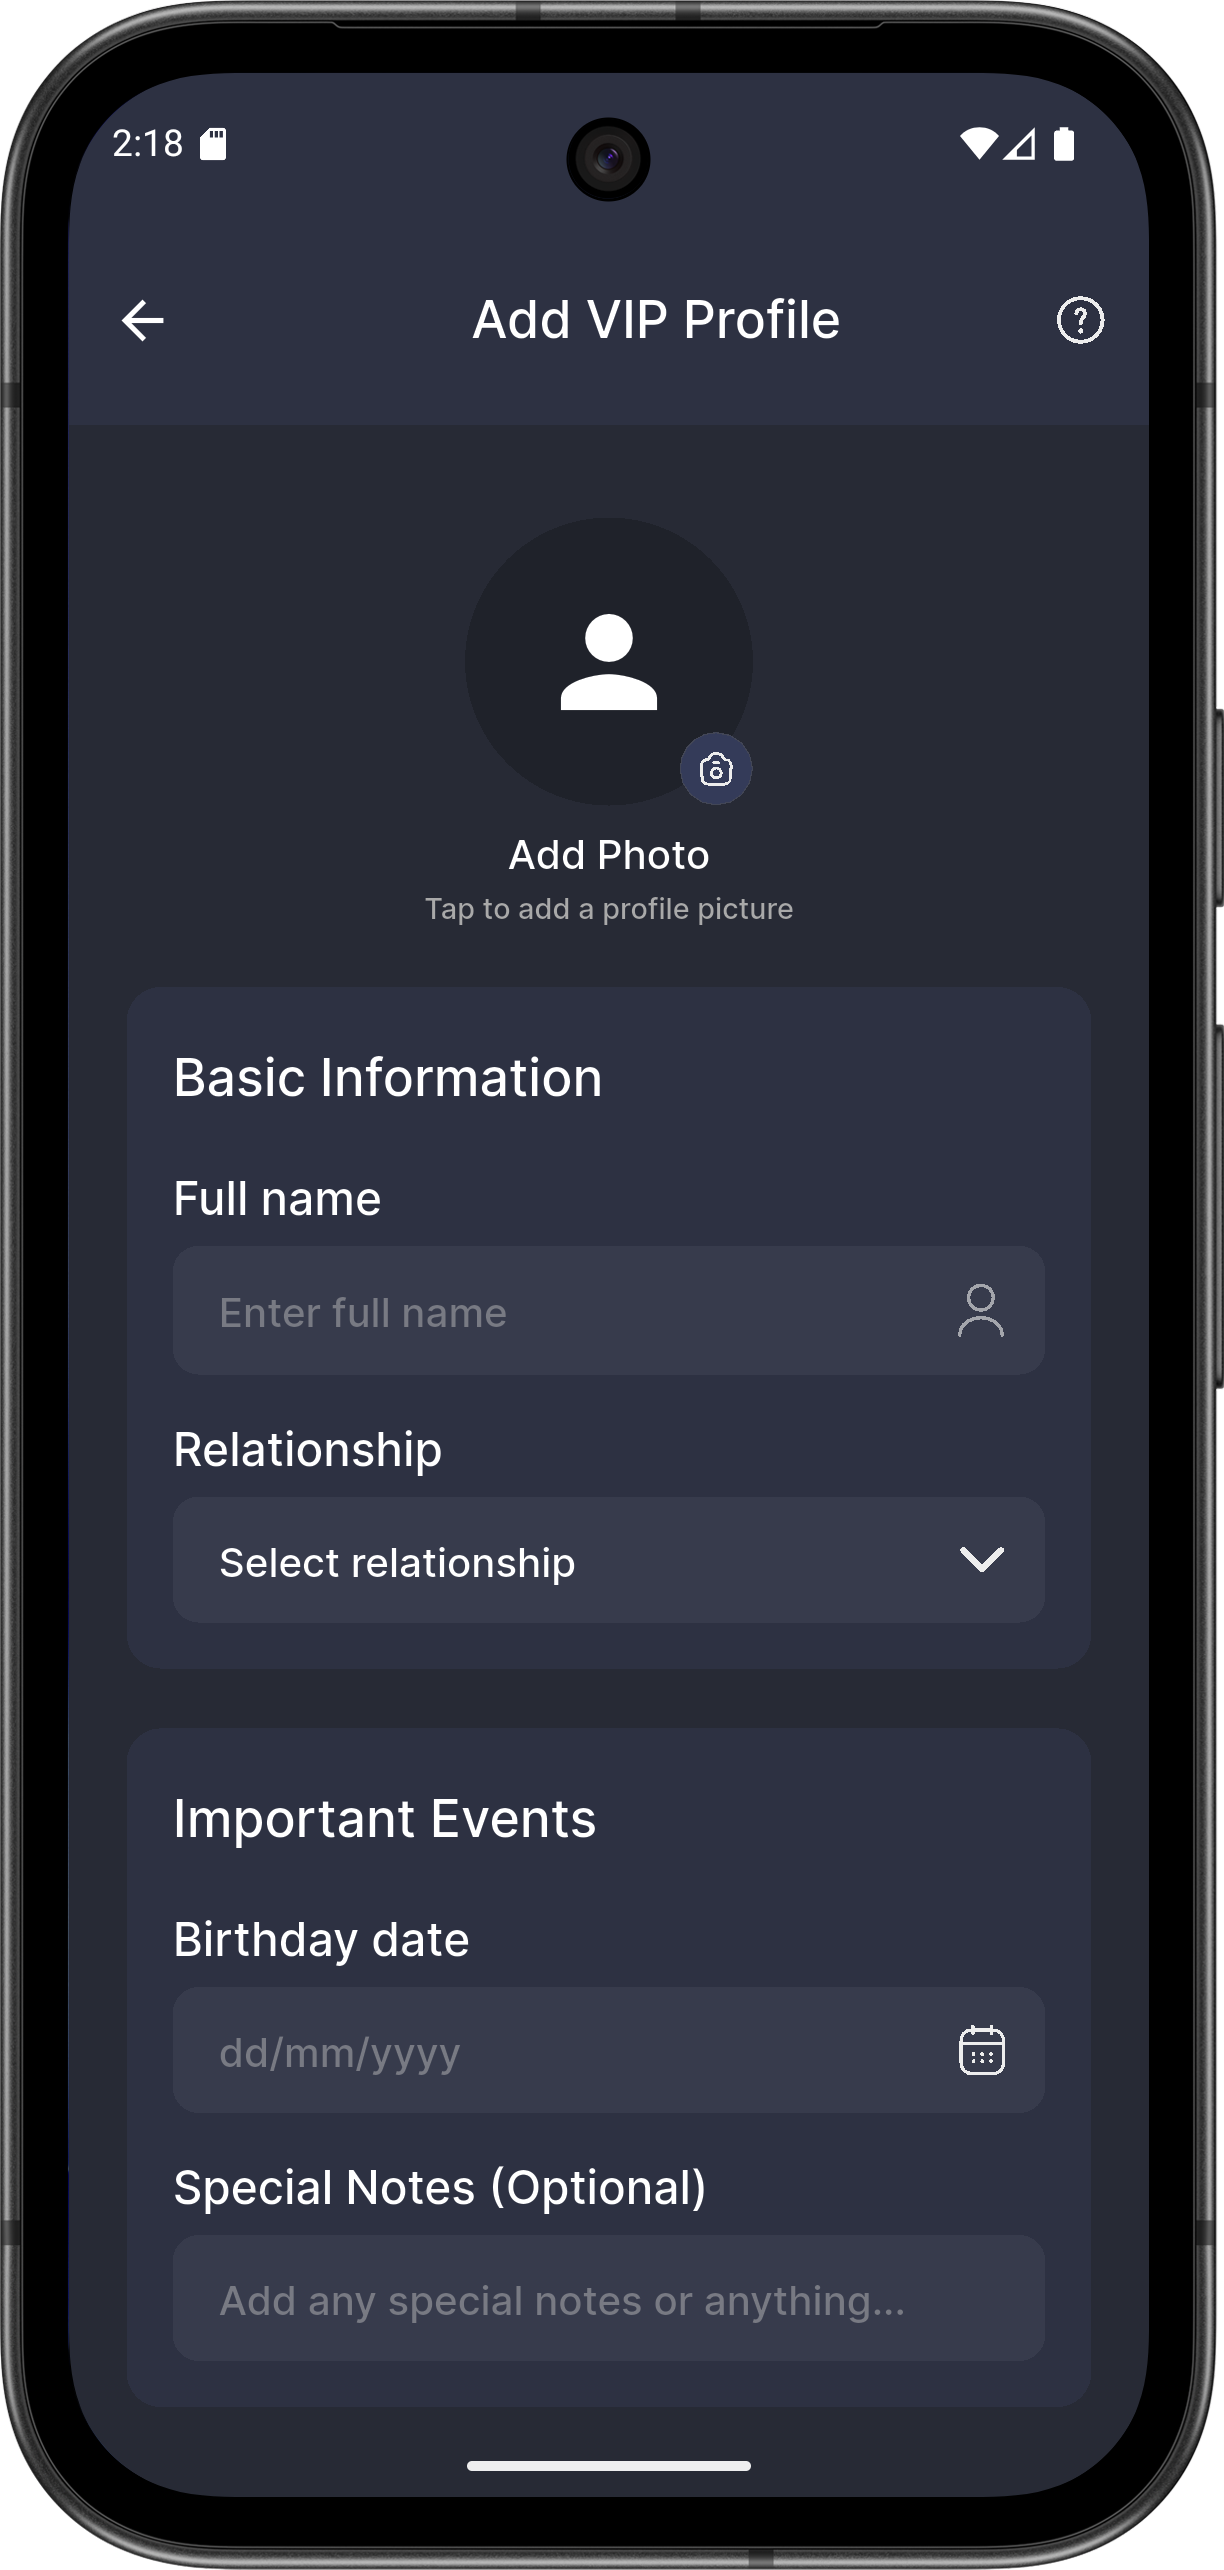 2:18
Add VIP Profile
Add Photo
Tap to add a profile picture
Basic Information
Full name
Enter full name
Relationship
Select relationship
Important Events
Birthday date
dd/mm/yyyy
Special Notes (Optional)
Add any special notes or anything...